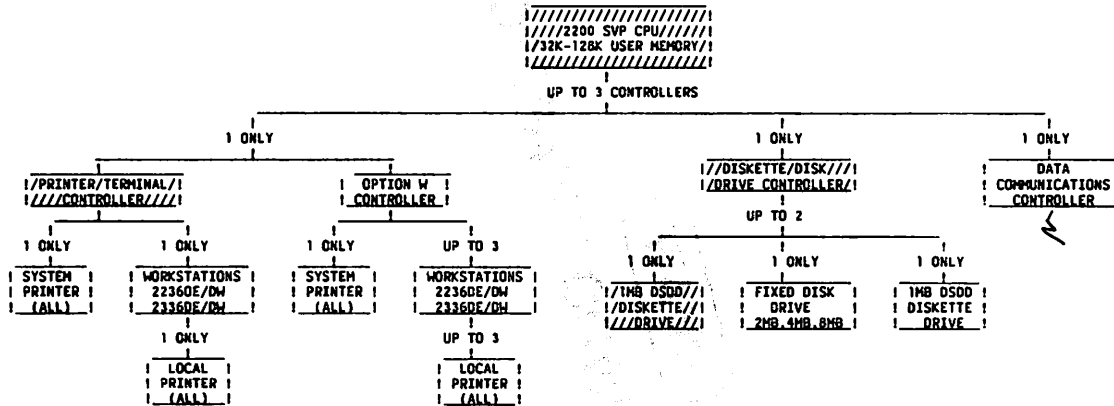 ////2200 SVP CPU//////
/32K-128K USER MEMORY/
UP TO 3 CONTROLLERS
1 ONLY 1 ONLY 1 ONLY
/PRINTER/TERMINAL/ OPTION W //DISKETTE/DISK/// DATA
////CONTROLLER//// CONTROLLER /DRIVE CONTROLLER/ COMMUNICATIONS
CONTROLLER
UP TO 2
1 ONLY 1 ONLY 1 ONLY UP TO 3
1 ONLY 1 ONLY 1 ONLY
SYSTEM WORKSTATIONS SYSTEM WORKSTATIONS
PRINTER 2236DE/DW PRINTER 2236DE/DW
(ALL) 2336DE/DW (ALL) 2336DE/DW
/1MB DSDD// FIXED DISK 1MB DSDD
/DISKETTE// DRIVE DISKETTE
///DRIVE/// 2MB,4MB,8MB DRIVE
1 ONLY UP TO 3
LOCAL LOCAL
PRINTER PRINTER
(ALL) (ALL)